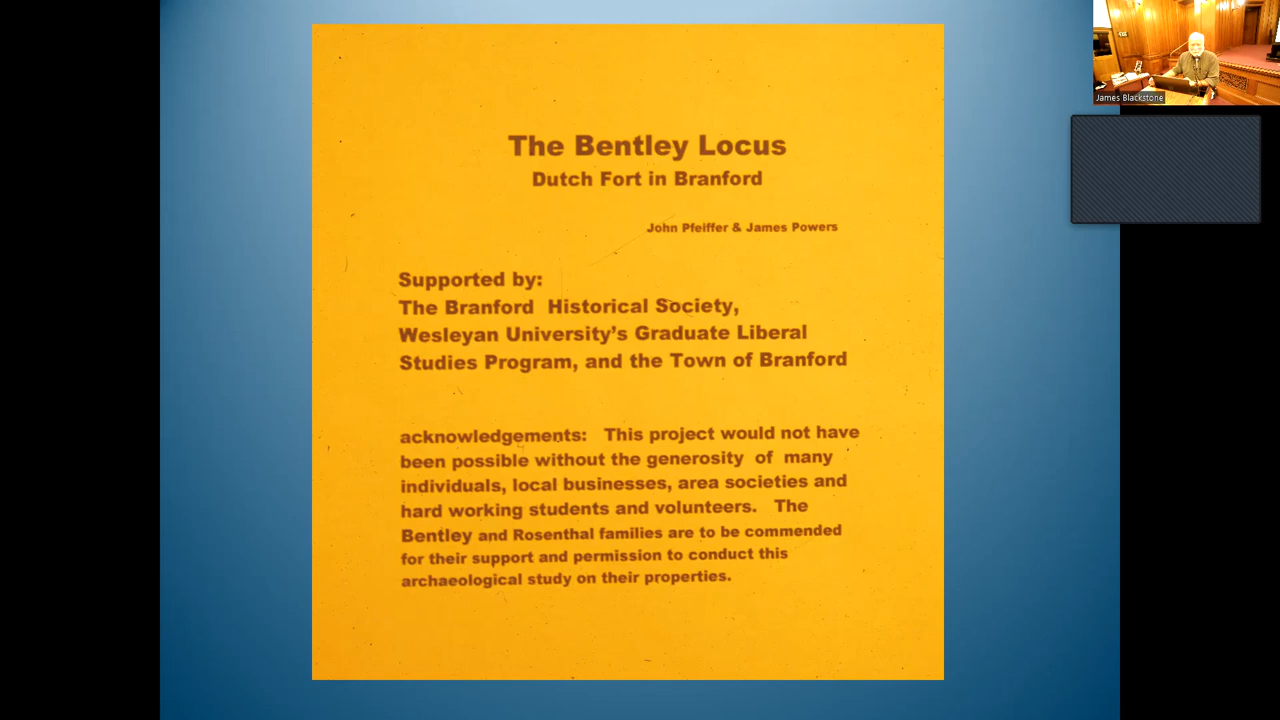 The Bentley Locus
Dutch Fort in Branford
John Pfeiffer & James Powers
Supported by:
The Branford Historical Society,
Wesleyan University's Graduate Liberal
Studies Program, and the Town of Branford
acknowledgements: This project would not have
been possible without the generosity of many
individuals, local businesses, area societies and
hard working students and volunteers. The
Bentley and Rosenthal families are to be commended
for their support and permission to conduct this
archaeological study on their properties.
James Blackstone